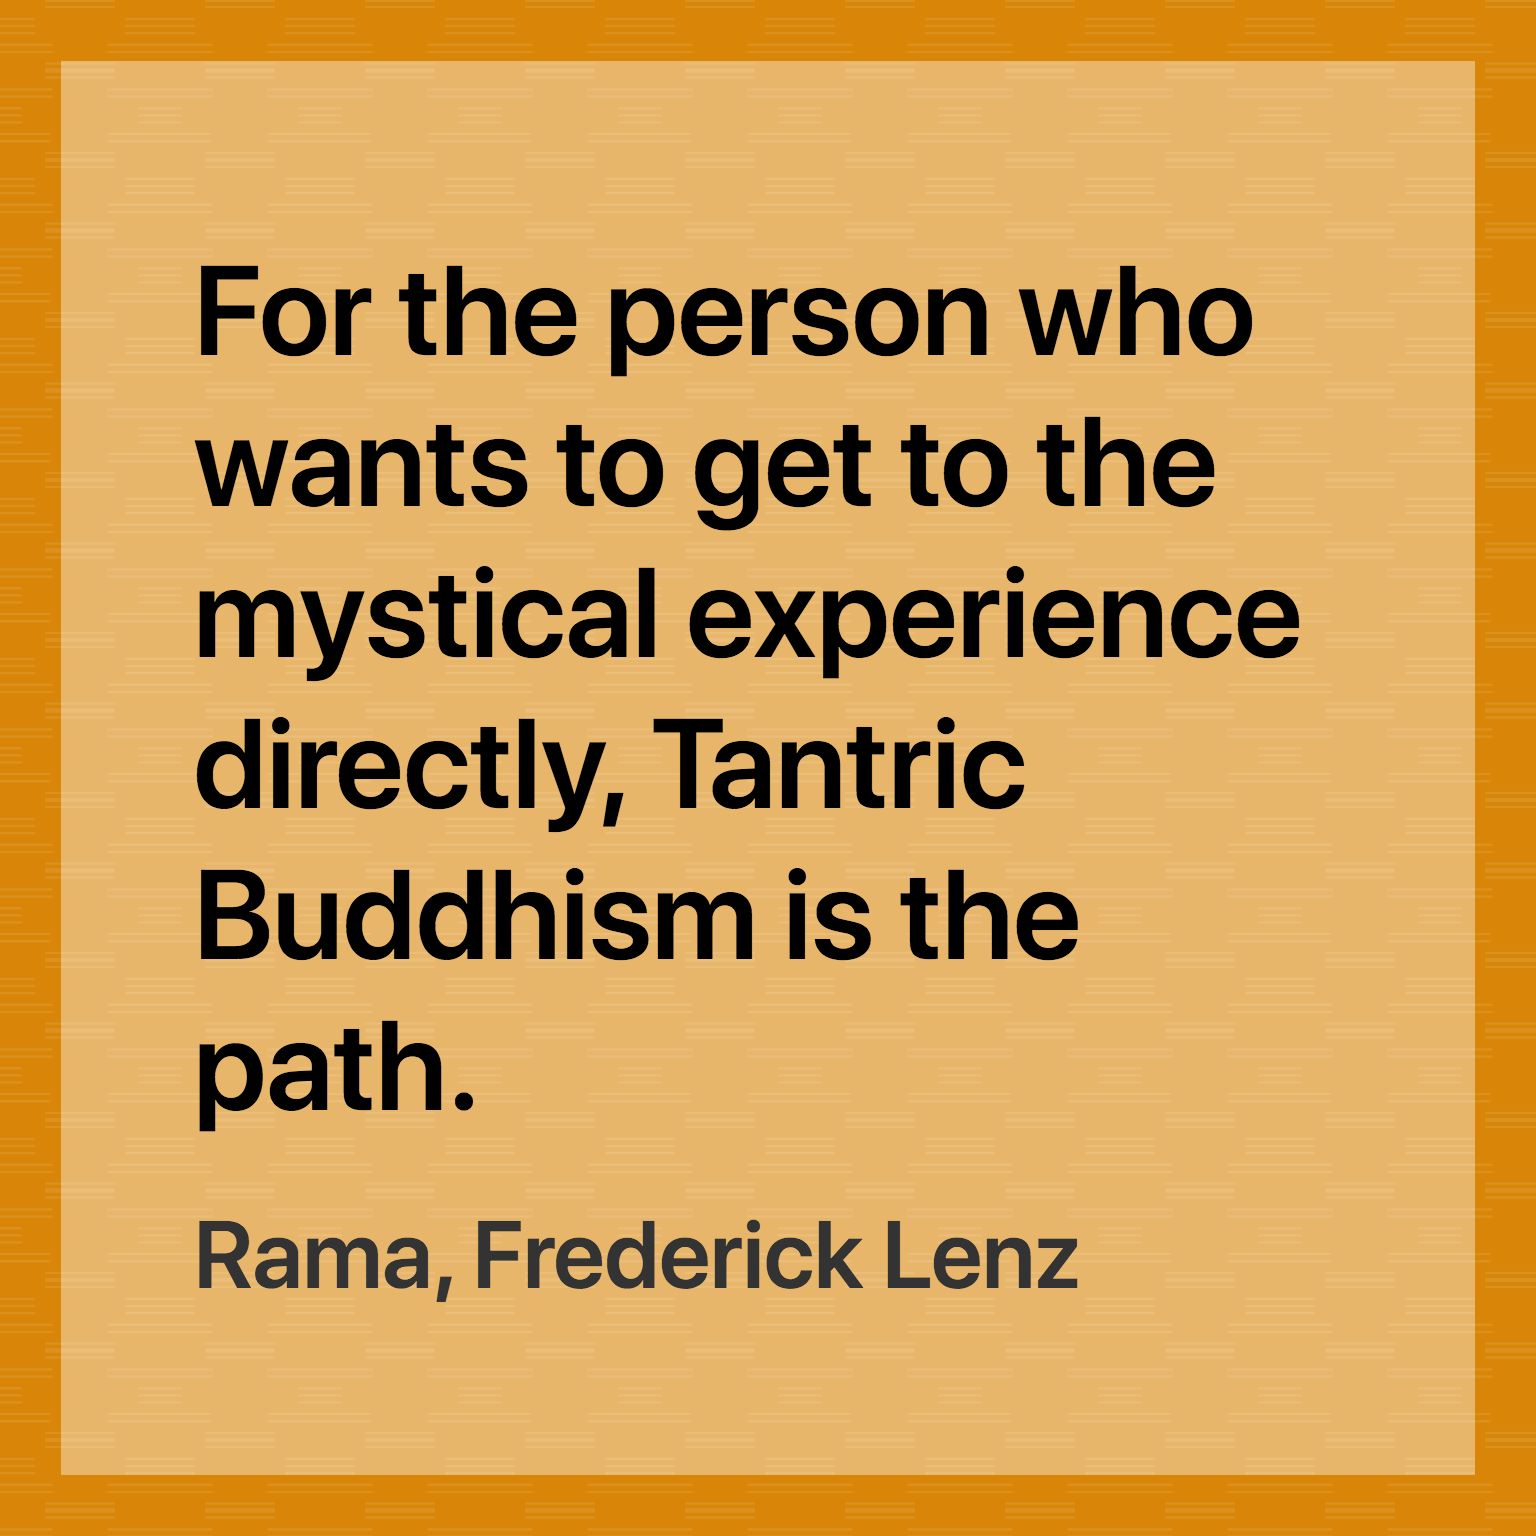 For the person who
wants to get to the
mystical experience
directly, Tantric
Buddhism is the
path.
Rama, Frederick Lenz